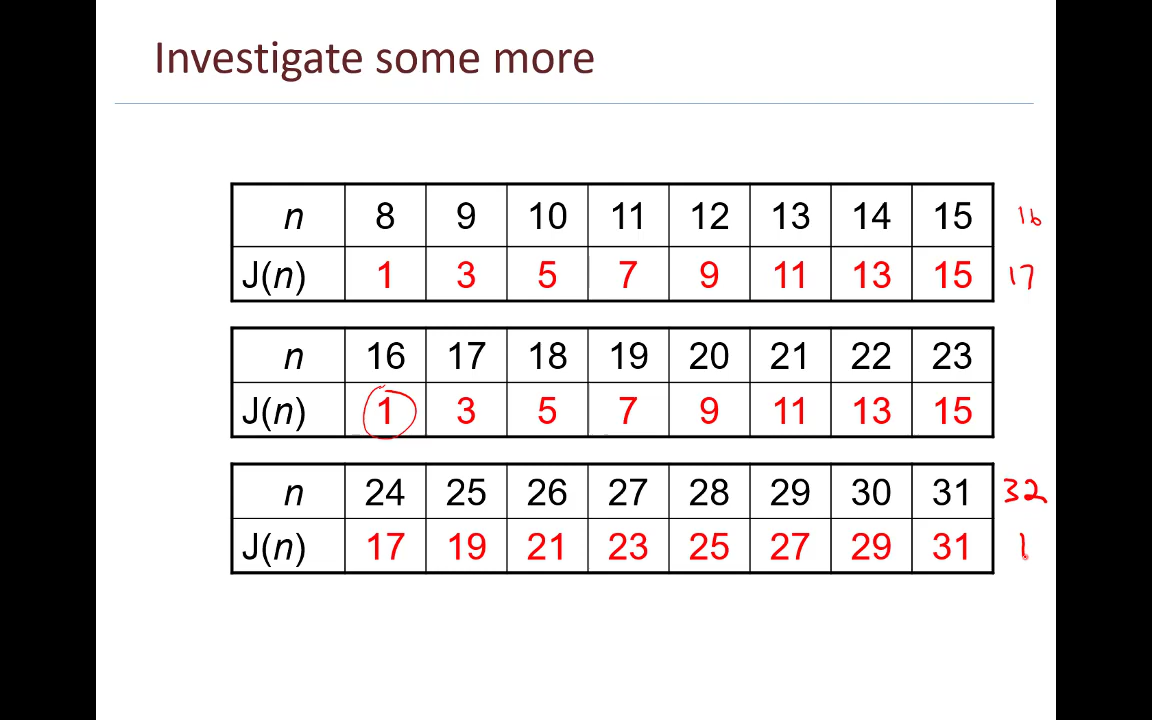 Investigate some more
n 8 9 10 11 12 13 14 15 16
J(n) 1 3 5 7 9 11 13 15 17
n 16 17 18 19 20 21 22 23
J(n) 1 3 5 7 9 11 13 15
n 24 25 26 27 28 29 30 31 32
J(n) 17 19 21 23 25 27 29 31 1